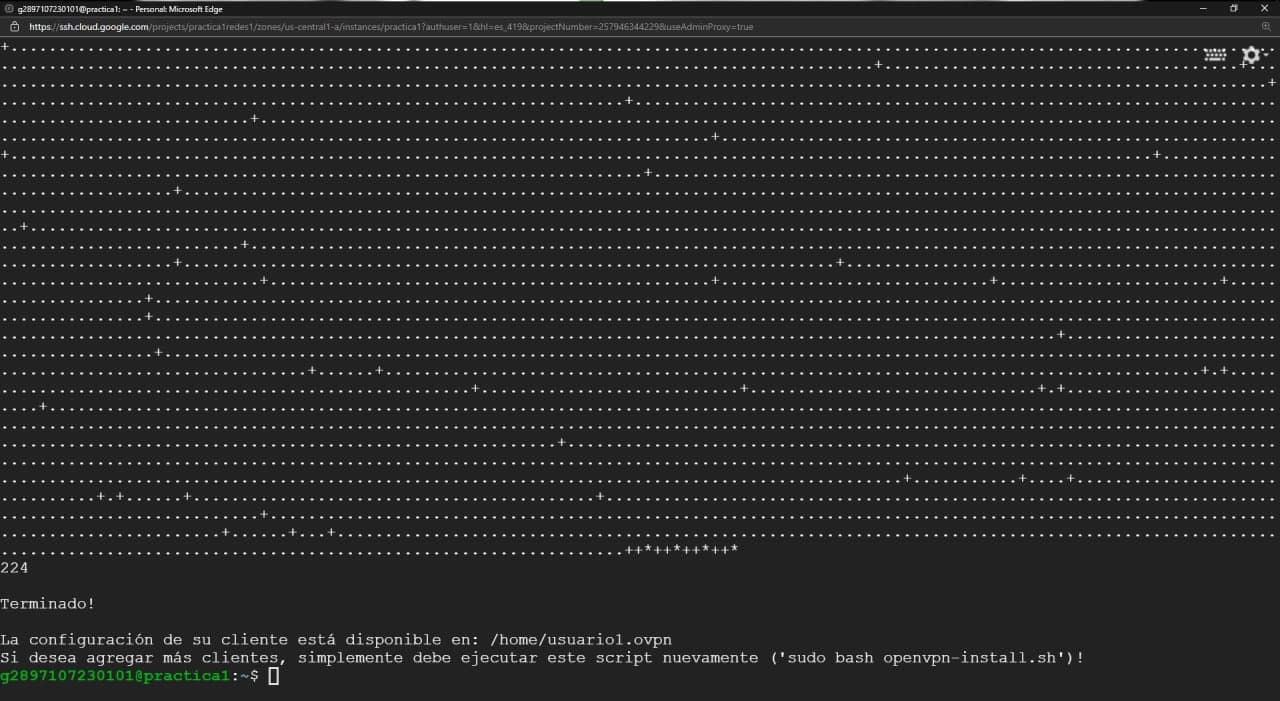 g2897107230101@practica1: ~ - Personal: Microsoft Edge
https://ssh.cloud.google.com/projects/practica1redes1/zones/us-central1-a/instances/practica1?authuser=1&hl=es_419&projectNumber=257946344229&useAdminProxy=true
++*++*++*++*
224
Terminado!
La configuración de su cliente está disponible en: /home/usuario1.ovpn
Si desea agregar más clientes, simplemente debe ejecutar este script nuevamente ('sudo bash openvpn-install.sh')!
g2897107230101@practica1:~$